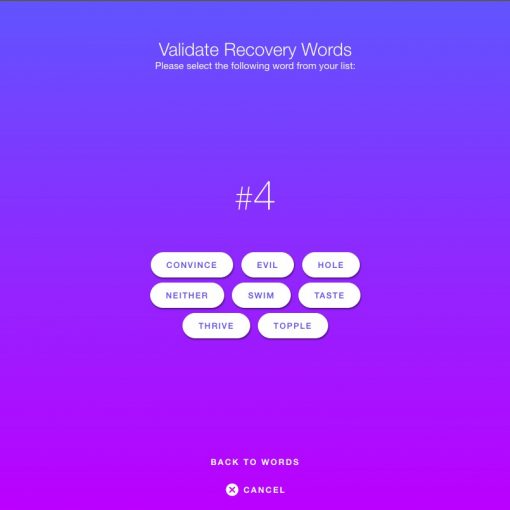 Validate Recovery Words
Please select the following word from your list:
#4
CONVINCE EVIL HOLE
NEITHER SWIM TASTE
THRIVE TOPPLE
BACK TO WORDS
CANCEL